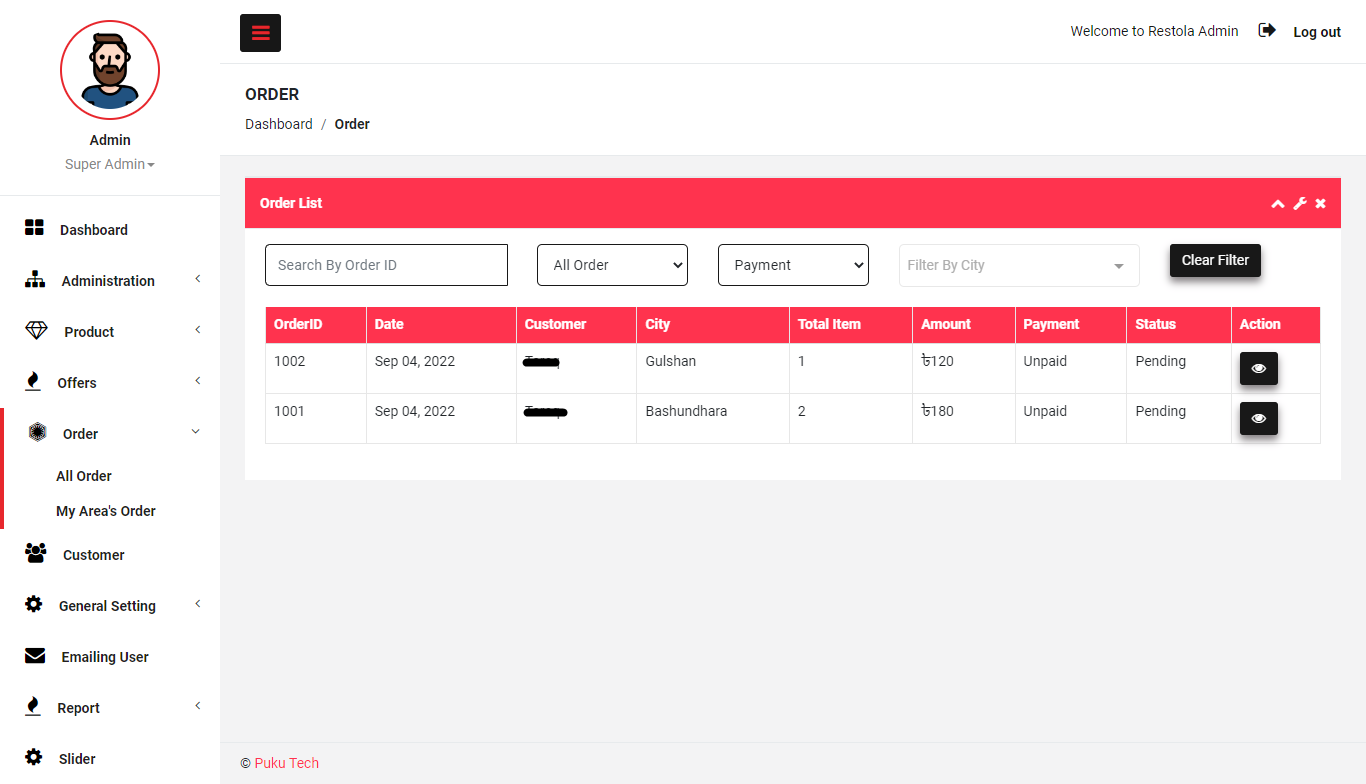 Welcome to Restola Admin Log out
Admin
Super Admin
Dashboard
Administration
Product
Offers
Order
All Order
My Area's Order
Customer
General Setting
Emailing User
Report
Slider
ORDER
Dashboard / Order
Order List
Search By Order ID All Order Payment Filter By City Clear Filter
OrderID Date Customer City Total Item Amount Payment Status Action
1002 Sep 04, 2022 Gulshan 1 ৳120 Unpaid Pending
1001 Sep 04, 2022 Bashundhara 2 ৳180 Unpaid Pending
© Puku Tech